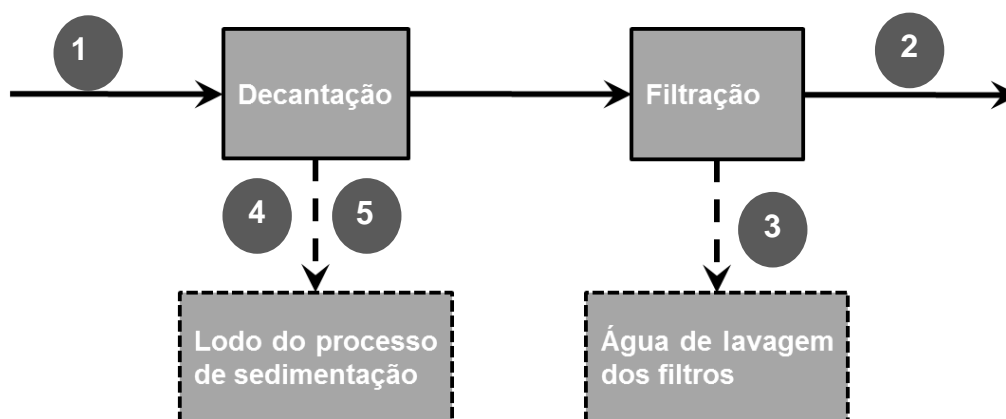 1
2
Decantação
Filtração
4
5
3
Lodo do processo
de sedimentação
Água de lavagem
dos filtros